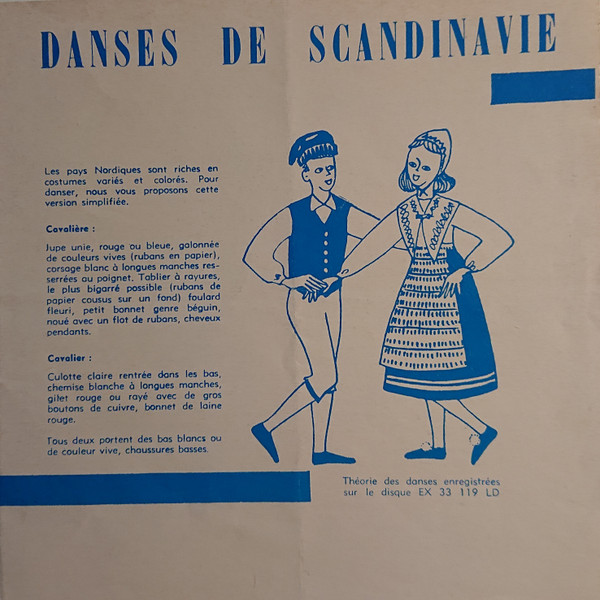 DANSES DE SCANDINAVIE
Les pays Nordiques sont riches en
costumes variés et colorés. Pour
danser, nous vous proposons cette
version simplifiée.
Cavalière :
Jupe unie, rouge ou bleue, galonnée
de couleurs vives (rubans en papier),
corsage blanc à longues manches res-
serrées au poignet. Tablier à rayures,
le plus bigarré possible (rubans de
papier cousus sur un fond) foulard
fleuri, petit bonnet genre béguin,
noué avec un flot de rubans, cheveux
pendants.
Cavalier :
Culotte claire rentrée dans les bas,
chemise blanche à longues manches,
gilet rouge ou rayé avec de gros
boutons de cuivre, bonnet de laine
rouge.
Tous deux portent des bas blancs ou
de couleur vive, chaussures basses.
Théorie des danses enregistrées
sur le disque EX 33 119 LD